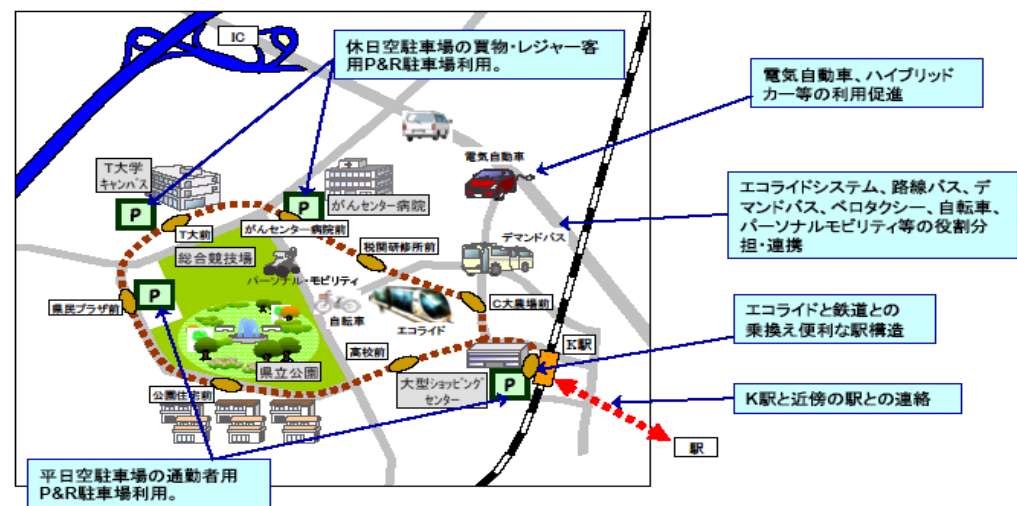 IC
休日空駐車場の買物・レジャー客
用P&R駐車場利用。
電気自動車、ハイブリッド
カー等の利用促進
T大学
キャンパス
P
P
がんセンター病院
電気自動車
エコライドシステム、路線バス、デ
マンドバス、ベロタクシー、自転車、
パーソナルモビリティ等の役割分
担・連携
T大前
がんセンター病院前
税関研修所前
デマンドバス
総合競技場
パーソナル・モビリティ
県民プラザ前
P
自転車
エコライド
C大農場前
エコライドと鉄道との
乗換え便利な駅構造
K駅
高校前
県立公園
大型ショッピング
センター
P
公園住宅前
K駅と近傍の駅との連絡
駅
平日空駐車場の通勤者用
P&R駐車場利用。